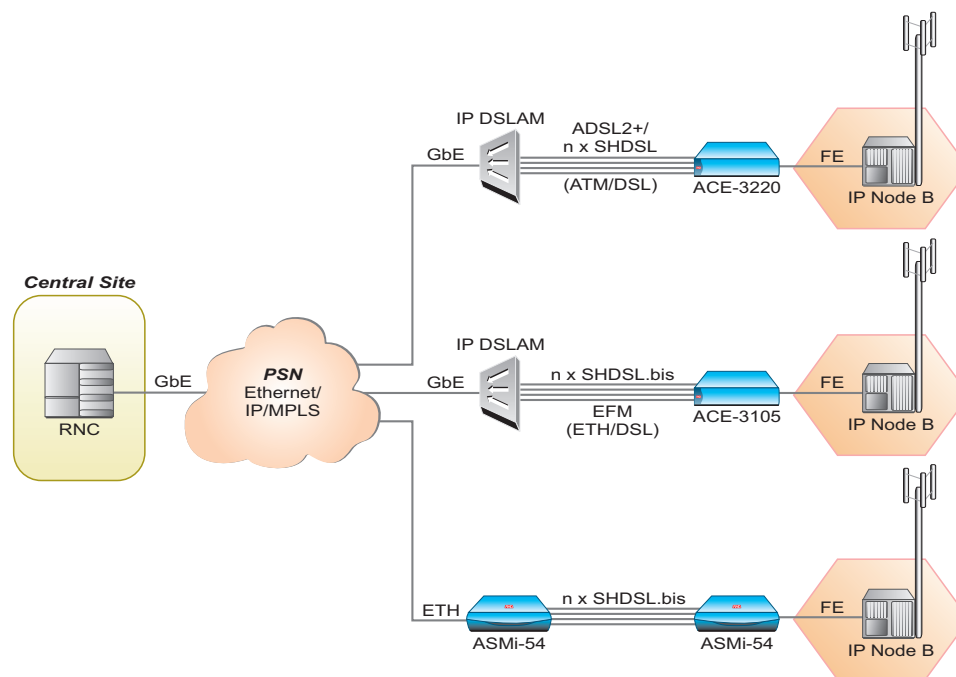 IP DSLAM
ADSL2+/
n x SHDSL
GbE
(ATM/DSL)
ACE-3220
FE
IP Node B
Central Site
RNC
GbE
PSN
Ethernet/
IP/MPLS
IP DSLAM
GbE
n x SHDSL.bis
EFM
(ETH/DSL)
ACE-3105
FE
IP Node B
ETH
ASMi-54
n x SHDSL.bis
ASMi-54
FE
IP Node B